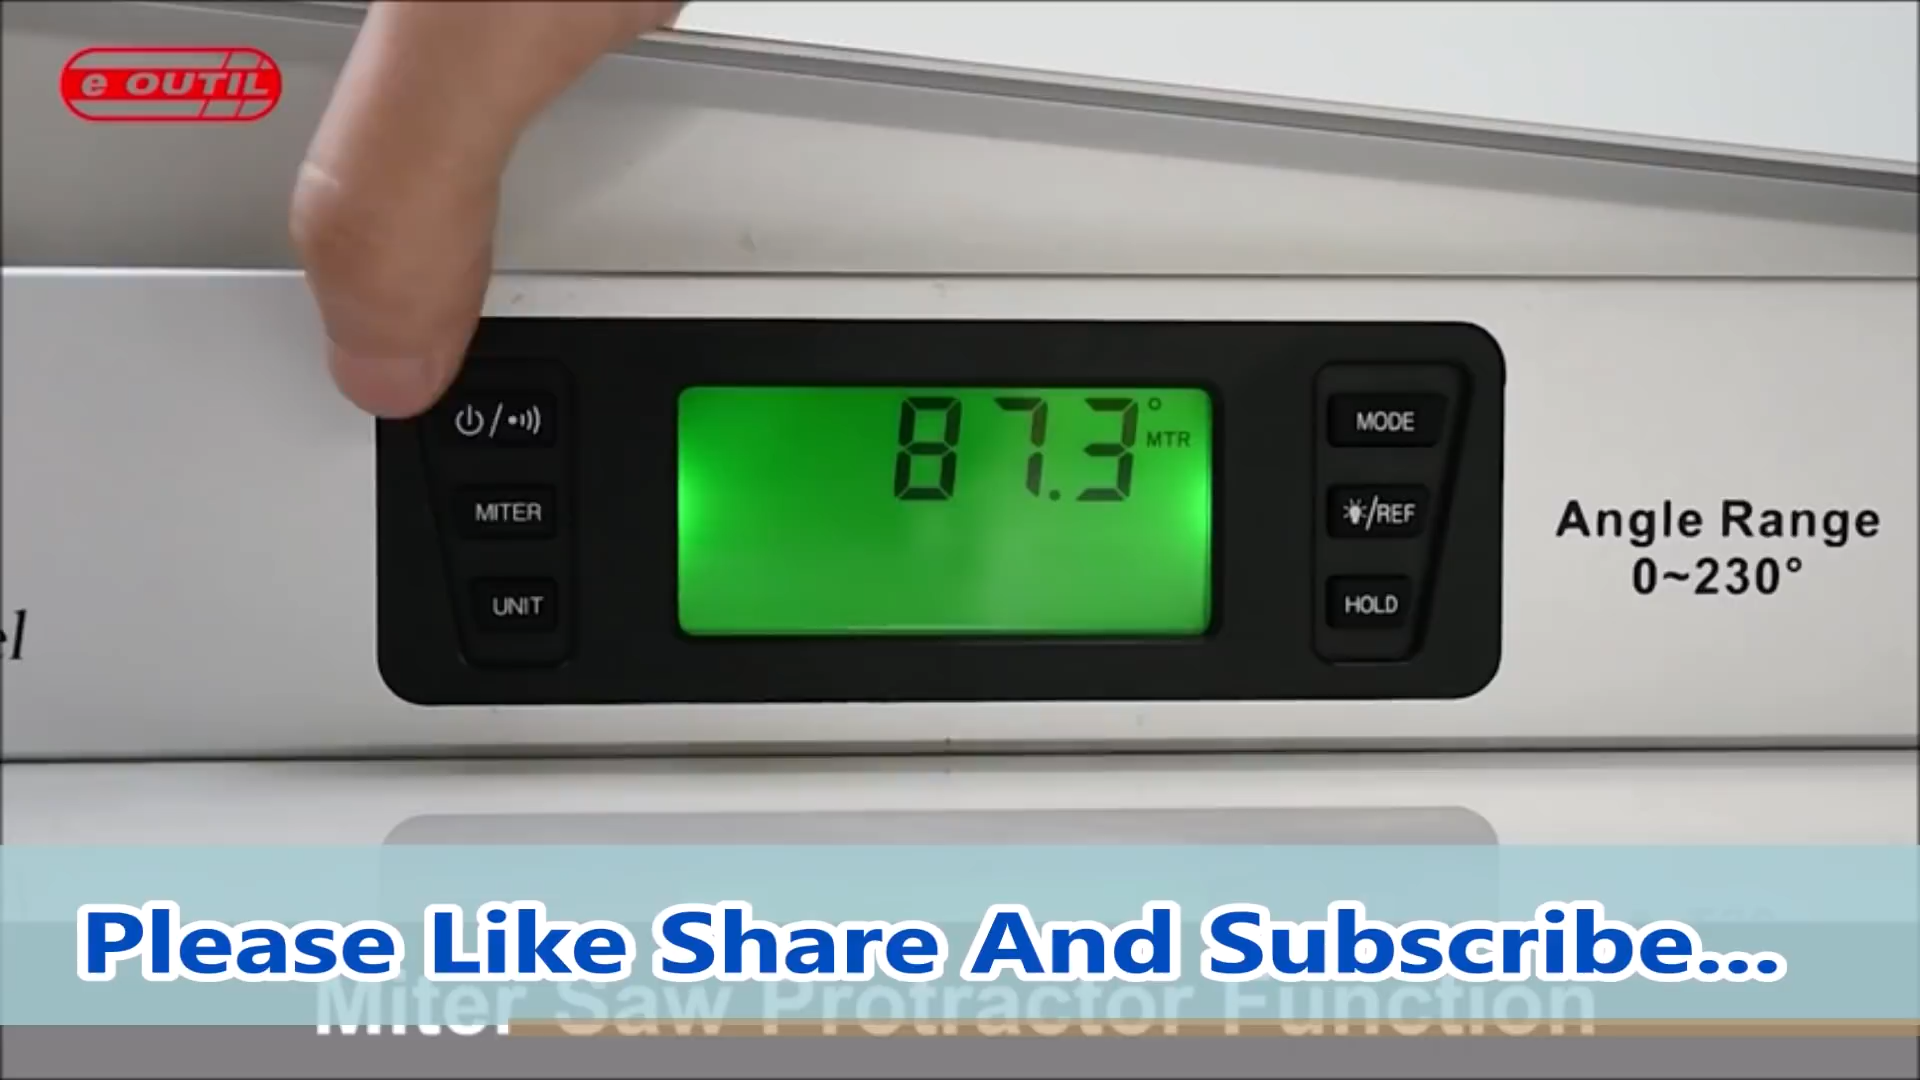 e OUTIL
87.3°
MTR
MITER
UNIT
MODE
/REF
HOLD
Angle Range
0~230°
el
Please Like Share And Subscribe...
Miter Saw Protractor Function